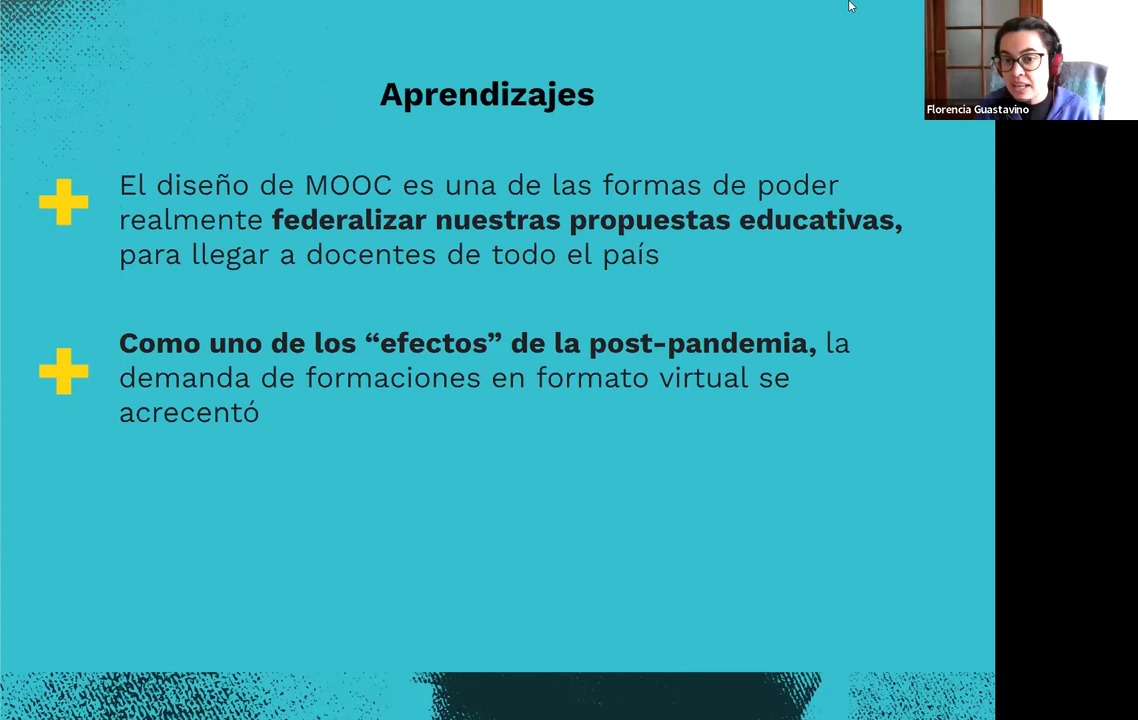 Aprendizajes
El diseño de MOOC es una de las formas de poder
realmente federalizar nuestras propuestas educativas,
para llegar a docentes de todo el país
Como uno de los “efectos” de la post-pandemia, la
demanda de formaciones en formato virtual se
acrecentó
Florencia Guastavino